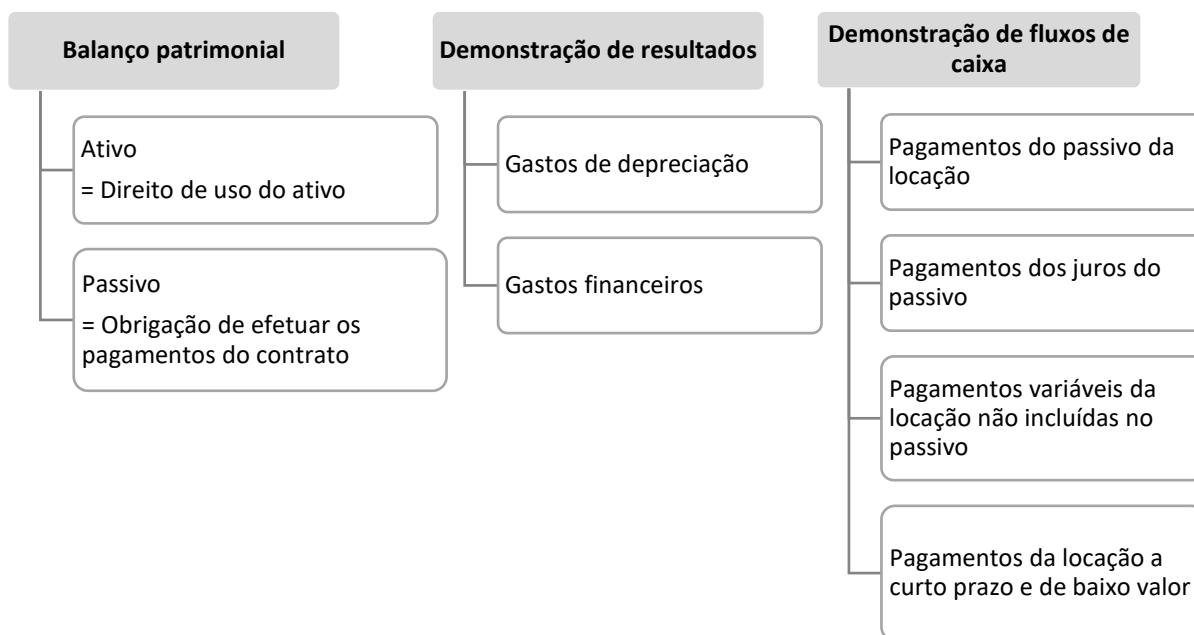 Balanço patrimonial
Ativo
= Direito de uso do ativo
Passivo
= Obrigação de efetuar os
pagamentos do contrato
Demonstração de resultados
Gastos de depreciação
Gastos financeiros
Demonstração de fluxos de
caixa
Pagamentos do passivo da
locação
Pagamentos dos juros do
passivo
Pagamentos variáveis da
locação não incluídas no
passivo
Pagamentos da locação a
curto prazo e de baixo valor